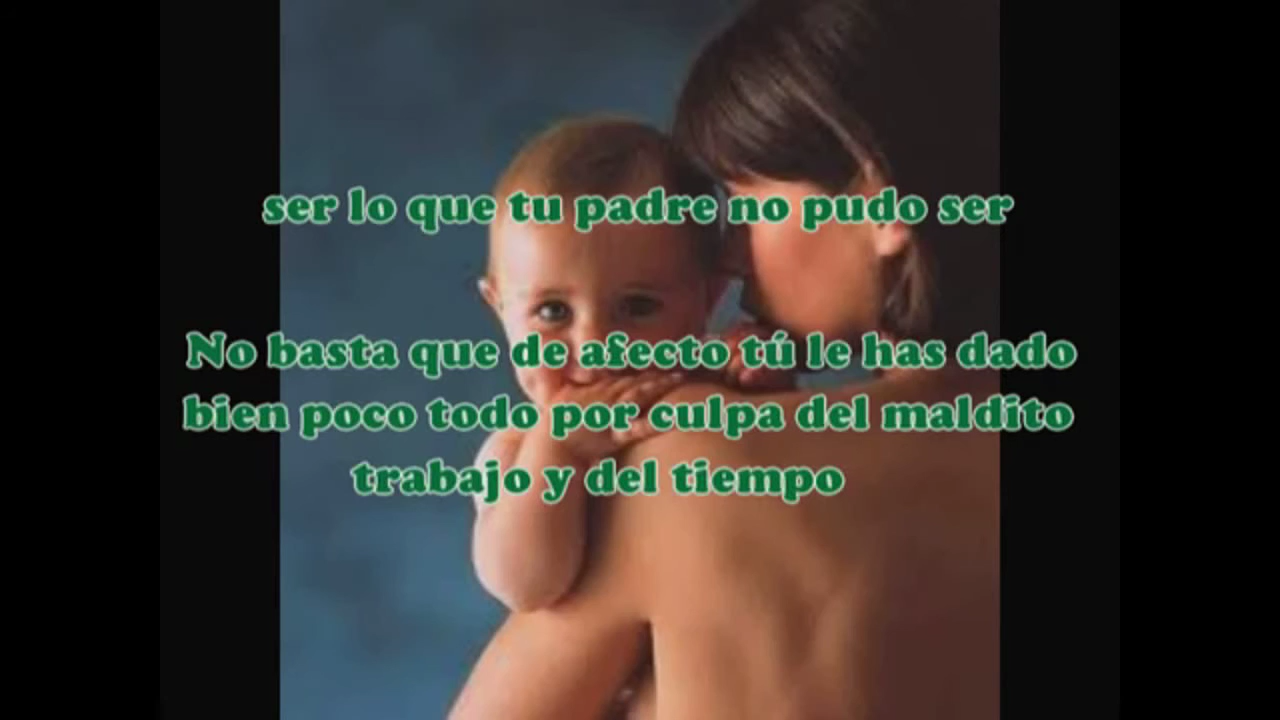 ser lo que tu padre no pudo ser
No basta que de afecto tú le has dado
bien poco todo por culpa del maldito
trabajo y del tiempo